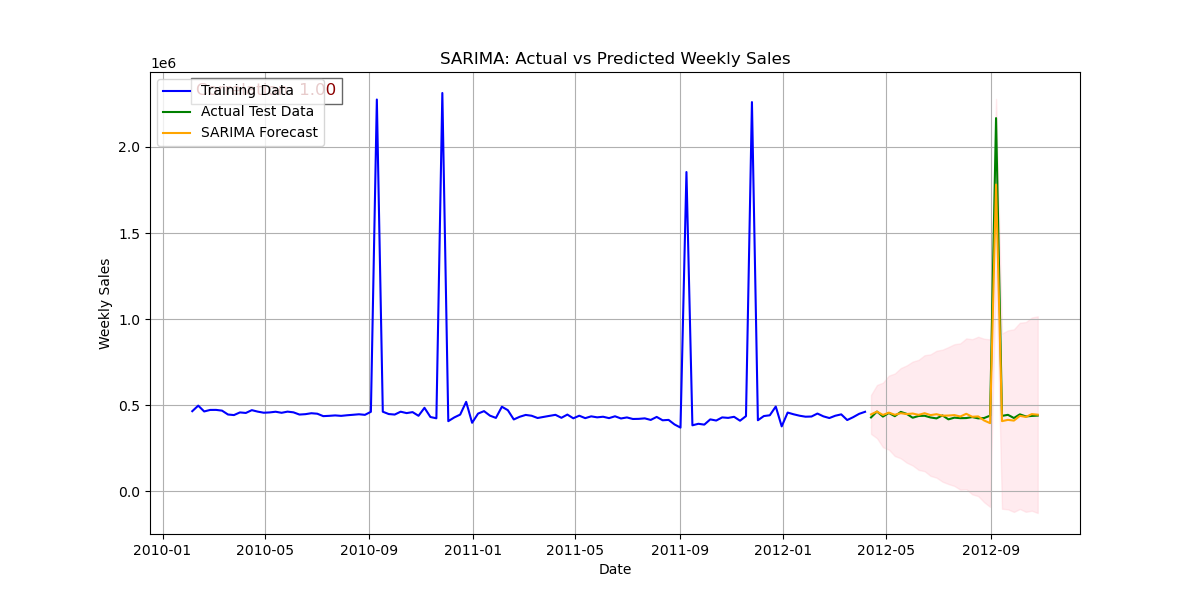 SARIMA: Actual vs Predicted Weekly Sales
1e6
1.00
Training Data
Actual Test Data
SARIMA Forecast
2.0
1.5
1.0
0.5
0.0
Weekly Sales
2010-01 2010-05 2010-09 2011-01 2011-05 2011-09 2012-01 2012-05 2012-09
Date